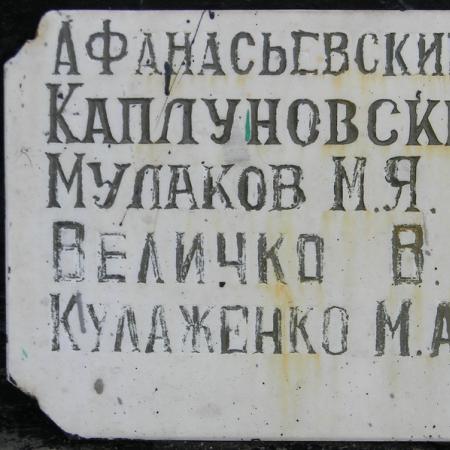 Афанасьевски
Каплуновск
Мулаков М.Я.
Величко В.
Кулаженко М.А